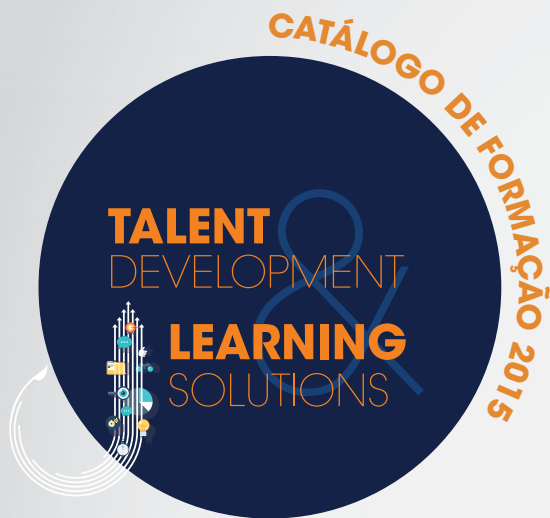 CATÁLOGO DE FORMAÇÃO 2015
TALENT
DEVELOPMENT
&
LEARNING
SOLUTIONS